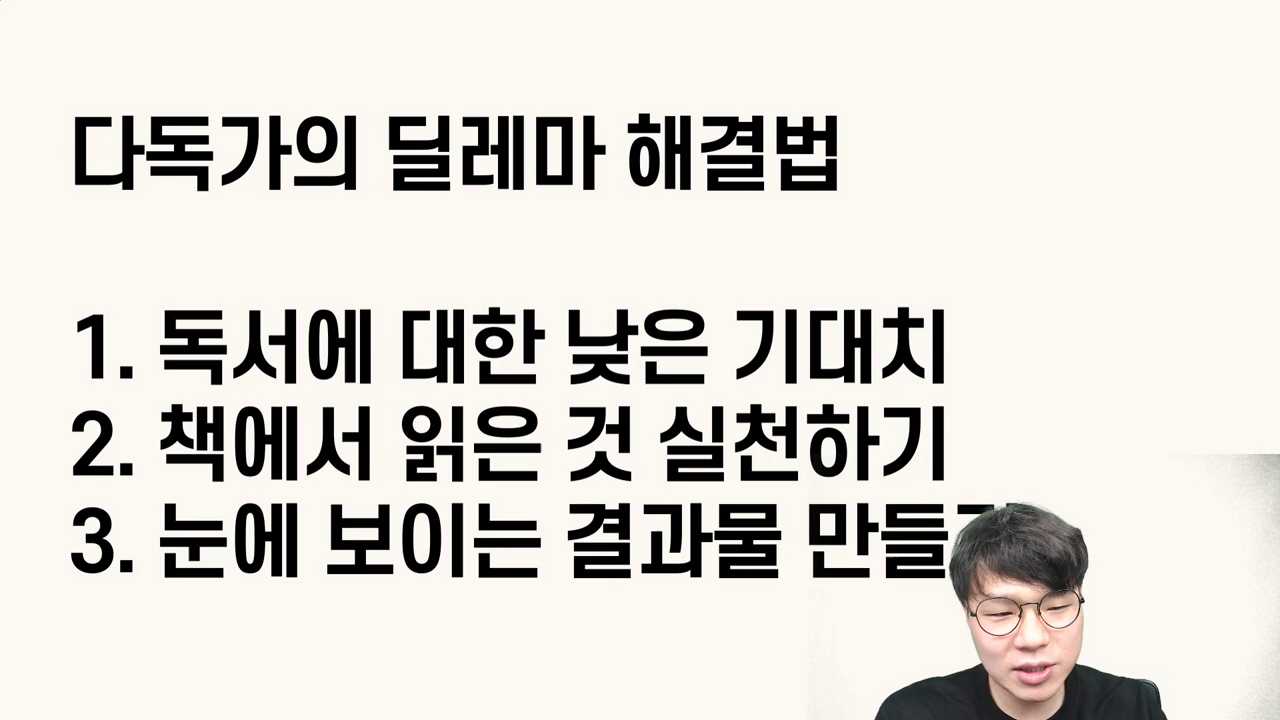 다독가의 딜레마 해결법
1. 독서에 대한 낮은 기대치
2. 책에서 읽은 것 실천하기
3. 눈에 보이는 결과물